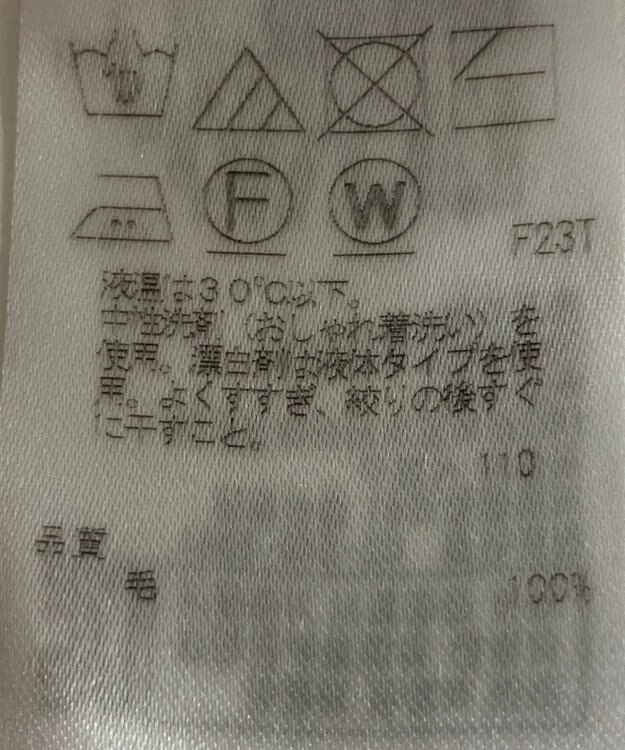 F
W
F23T
液温は30℃以下。
中性洗剤（おしゃれ着洗い）を
使用。漂白剤は液体タイプを使
用。よくすすぎ、絞りの後すぐ
に干すこと。
110
品質
毛 100%